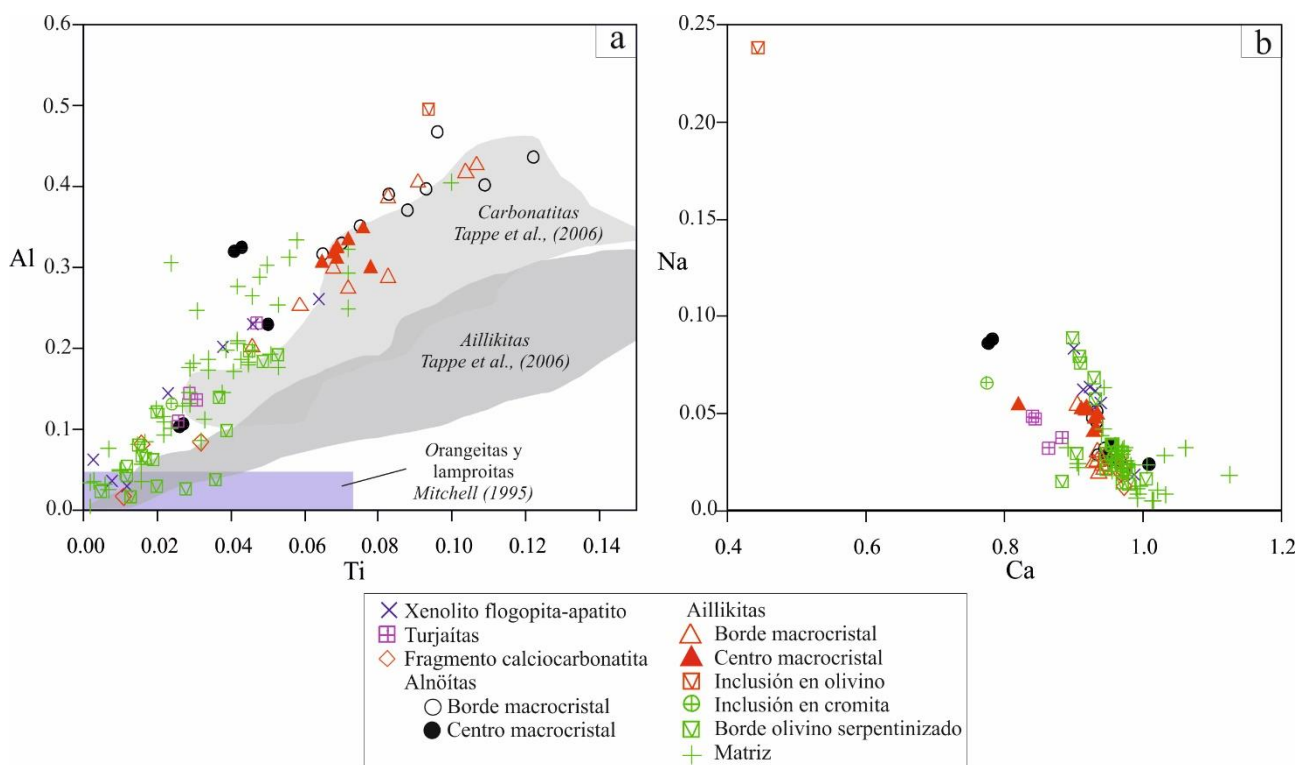 a
0.6
0.5
0.4
Al
0.3
0.2
0.1
0.0
0.00
0.02
0.04
0.06
0.08
0.10
0.12
0.14
Ti
Carbonatitas
Tappe et al., (2006)
Aillikitas
Tappe et al., (2006)
Orangeitas y
lamproitas
Mitchell (1995)
b
0.25
0.20
0.15
Na
0.10
0.05
0.00
0.4
0.6
0.8
1.0
1.2
Ca
Xenolito flogopita-apatito
Turjaítas
Fragmento calciocarbonatita
Alnöítas
Borde macrocristal
Centro macrocristal
Aillikitas
Borde macrocristal
Centro macrocristal
Inclusión en olivino
Inclusión en cromita
Borde olivino serpentinizado
Matriz